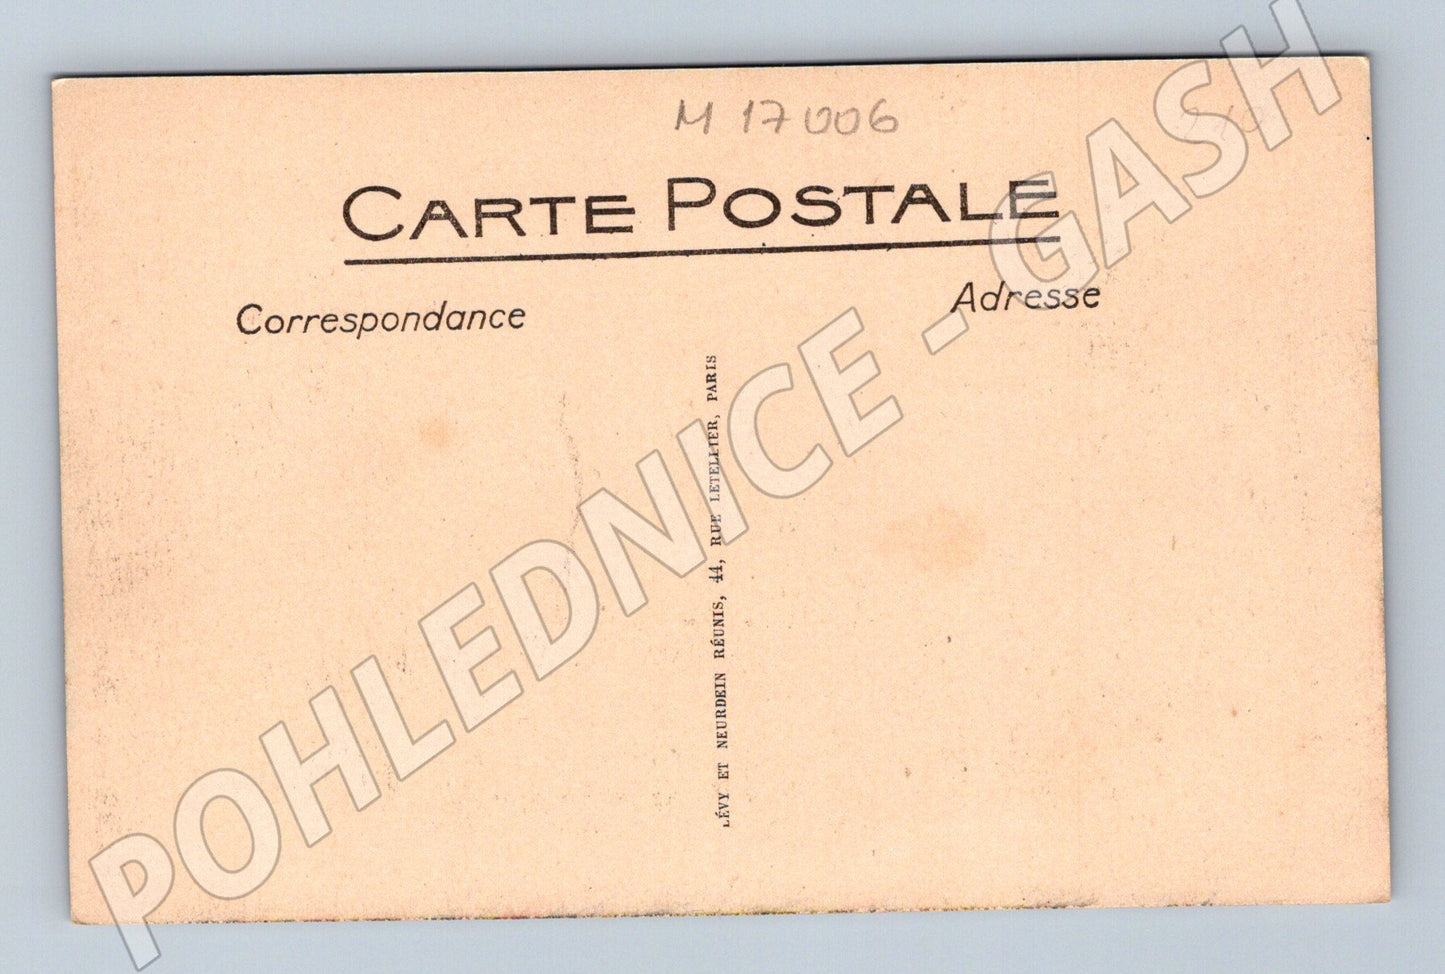 M 17006
CARTE POSTALE
Correspondance
Adresse
LÉVY ET NEURDEIN RÉUNIS, 44, RUE LETELLIER, PARIS
POHLEDNICE - GASH